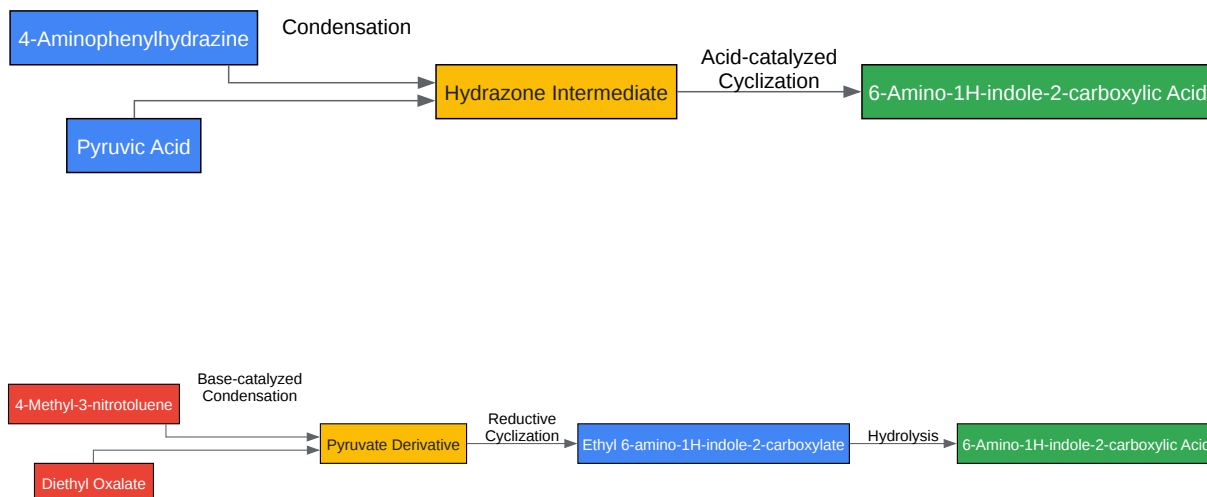 4-Aminophenylhydrazine
Condensation
Acid-catalyzed
Cyclization
Hydrazone Intermediate
6-Amino-1H-indole-2-carboxylic Acid
Pyruvic Acid
Base-catalyzed
Condensation
4-Methyl-3-nitrotoluene
Reductive
Cyclization
Pyruvate Derivative
Ethyl 6-amino-1H-indole-2-carboxylate
Hydrolysis
6-Amino-1H-indole-2-carboxylic Acid
Diethyl Oxalate